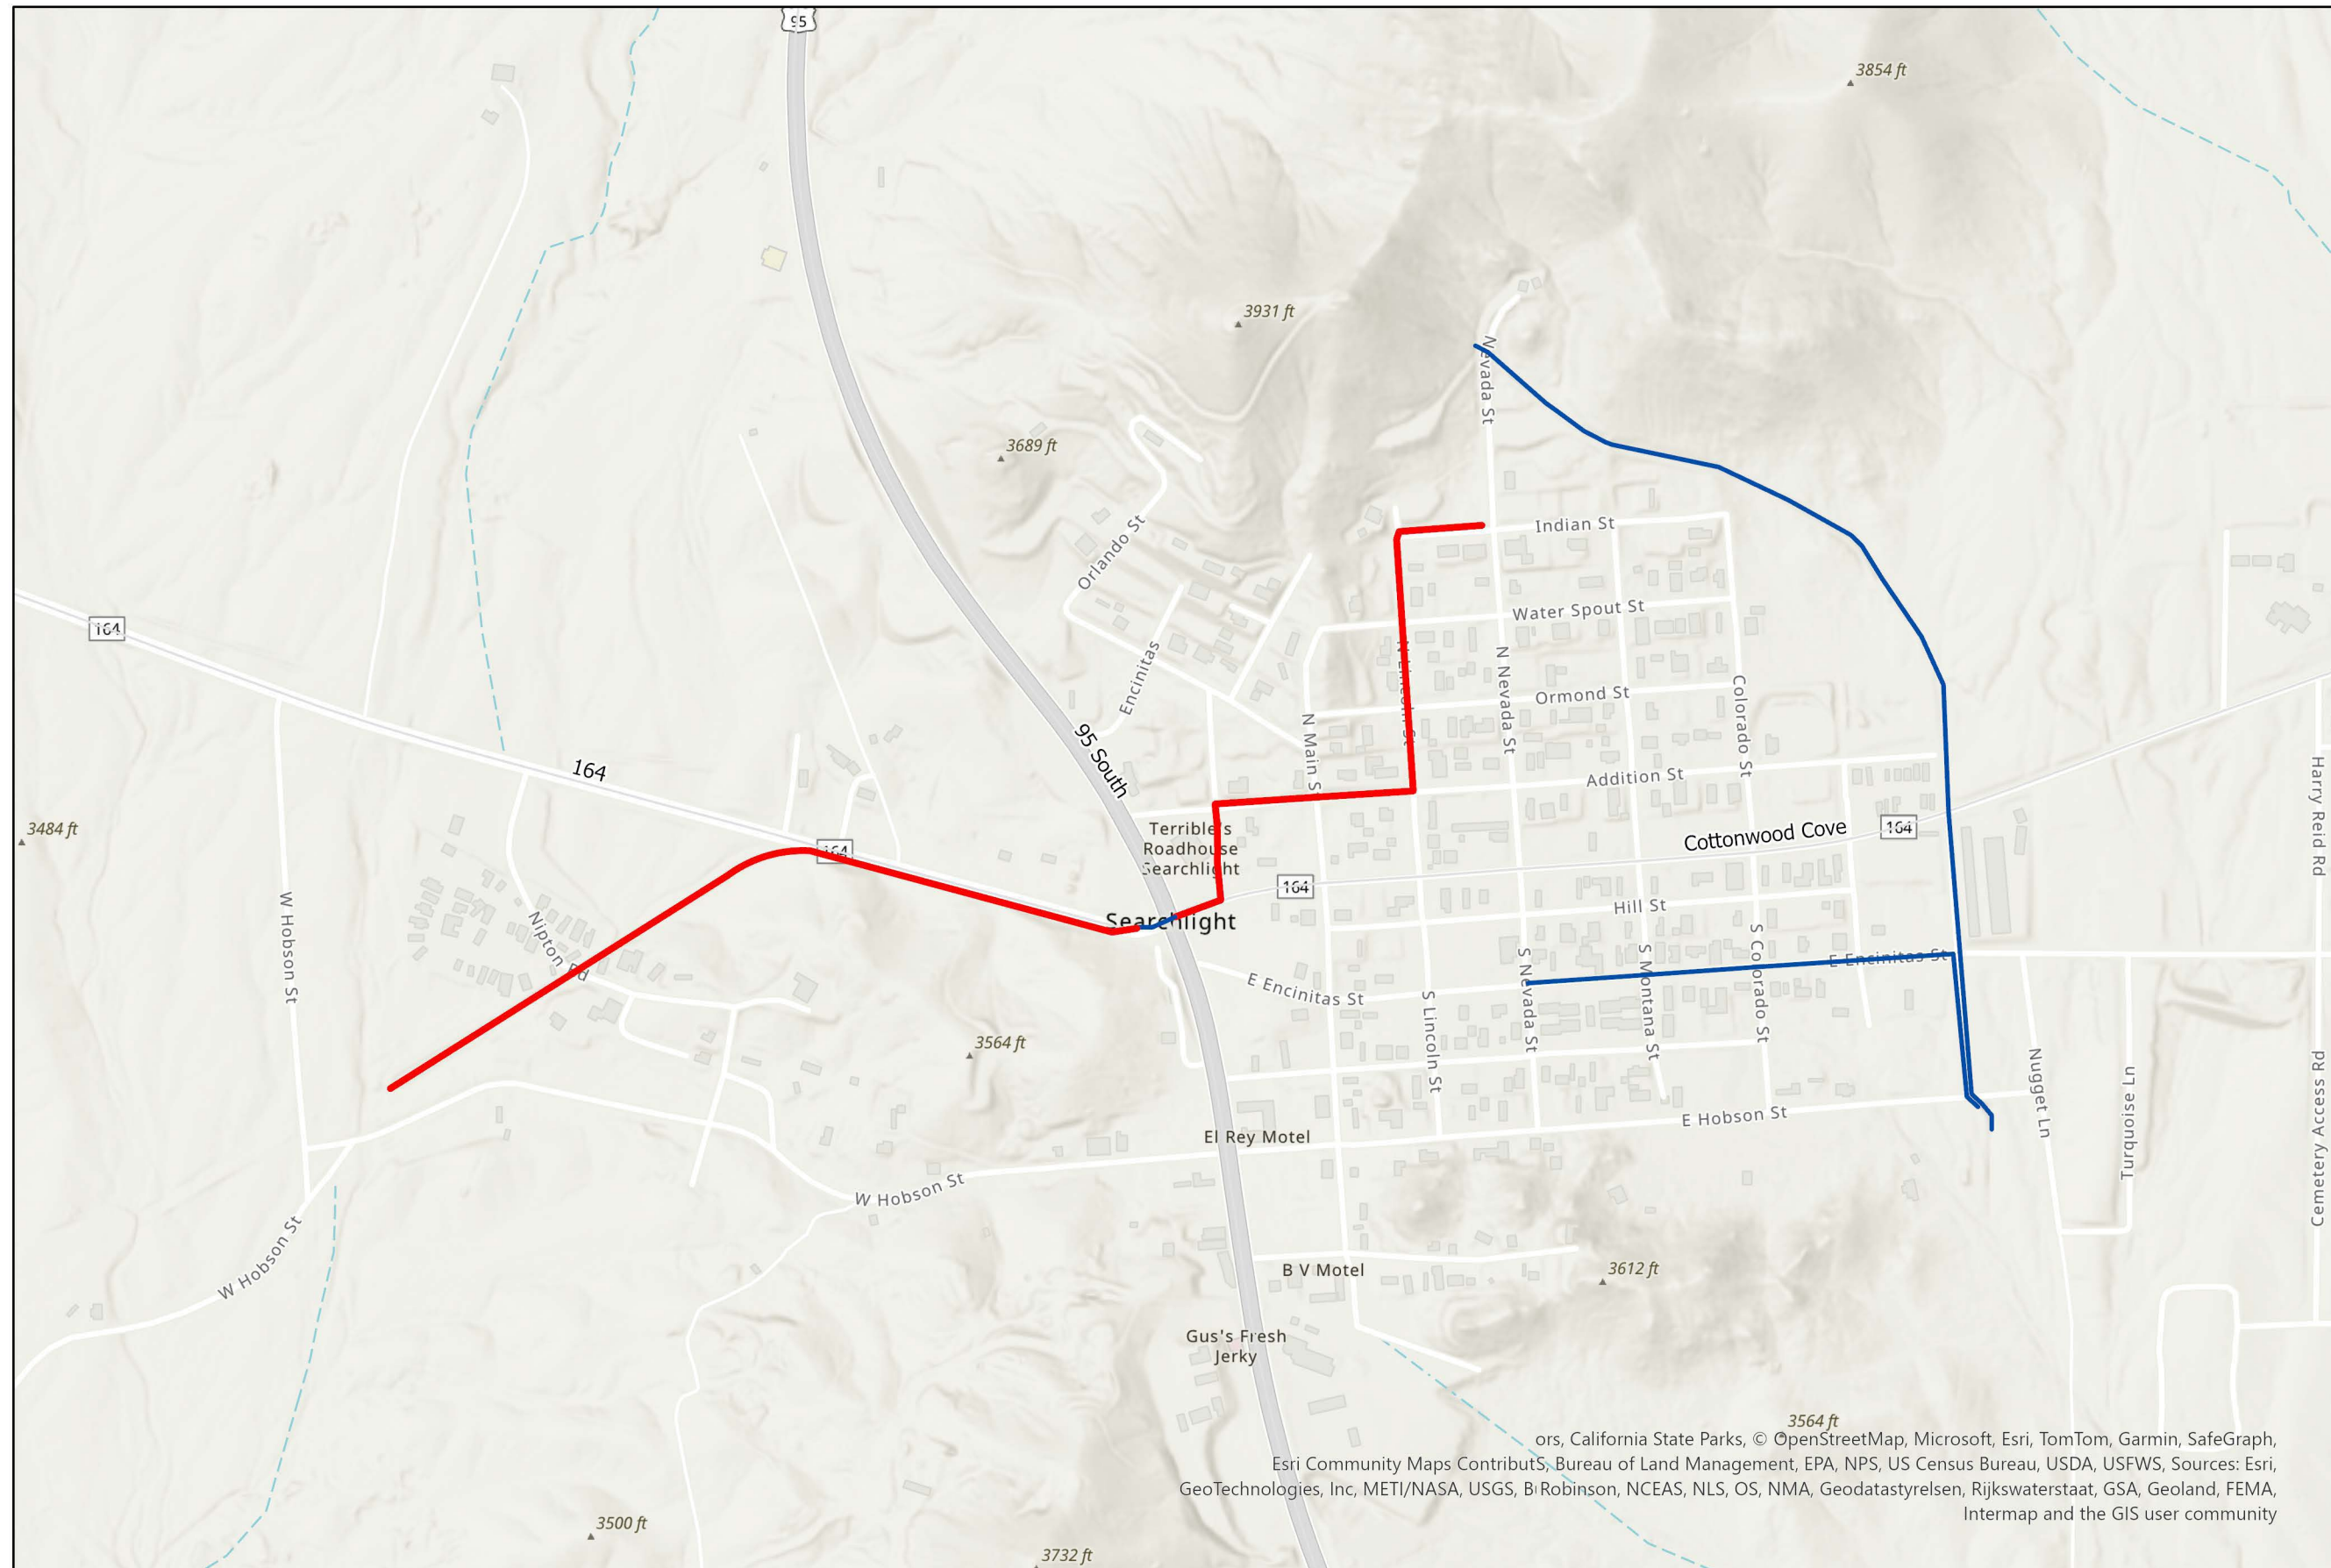 95
3854 ft
3931 ft
Nevada St
3689 ft
Orlando St
Indian St
164
Water Spout St
Encinitas
N Lincoln St
N Nevada St
Ormond St
Colorado St
N Main St
95 South
164
Addition St
Harry Reid Rd
3484 ft
Terrible's
Roadhouse
Searchlight
Cottonwood Cove
164
164
164
W Hobson St
Nipton Rd
Searchlight
Hill St
S Nevada St
S Montana St
S Colorado St
E Encinitas St
E Encinitas St
S Lincoln St
3564 ft
Nugget Ln
Turquoise Ln
Cemetery Access Rd
E Hobson St
El Rey Motel
W Hobson St
W Hobson St
B V Motel
3612 ft
Gus's Fresh
Jerky
3564 ft
ors, California State Parks, © OpenStreetMap, Microsoft, Esri, TomTom, Garmin, SafeGraph,
Esri Community Maps ContributS, Bureau of Land Management, EPA, NPS, US Census Bureau, USDA, USFWS, Sources: Esri,
GeoTechnologies, Inc, METI/NASA, USGS, B Robinson, NCEAS, NLS, OS, NMA, Geodatastyrelsen, Rijkswaterstaat, GSA, Geoland, FEMA,
Intermap and the GIS user community
3500 ft
3732 ft